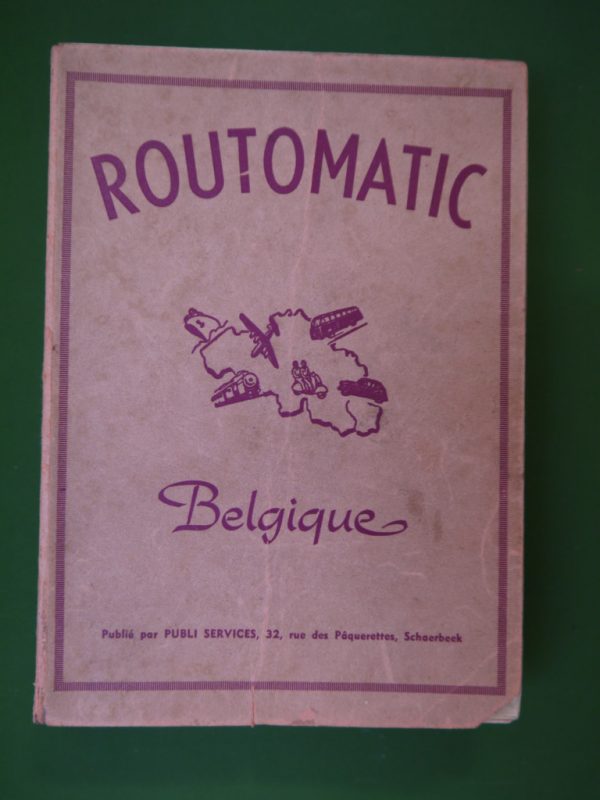 ROUTOMATIC
Belgique
Publié par PUBLI SERVICES, 32, rue des Pâquerettes, Schaerbeek